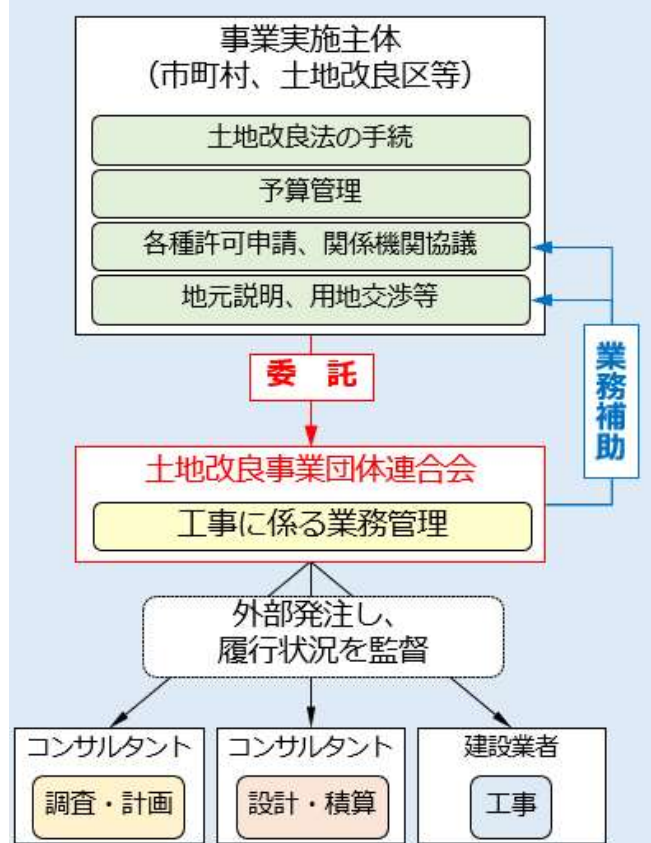 事業実施主体
（市町村、土地改良区等）
土地改良法の手続
予算管理
各種許可申請、関係機関協議
地元説明、用地交渉等
委 託
業務補助
土地改良事業団体連合会
工事に係る業務管理
外部発注し、
履行状況を監督
コンサルタント
調査・計画
コンサルタント
設計・積算
建設業者
工事